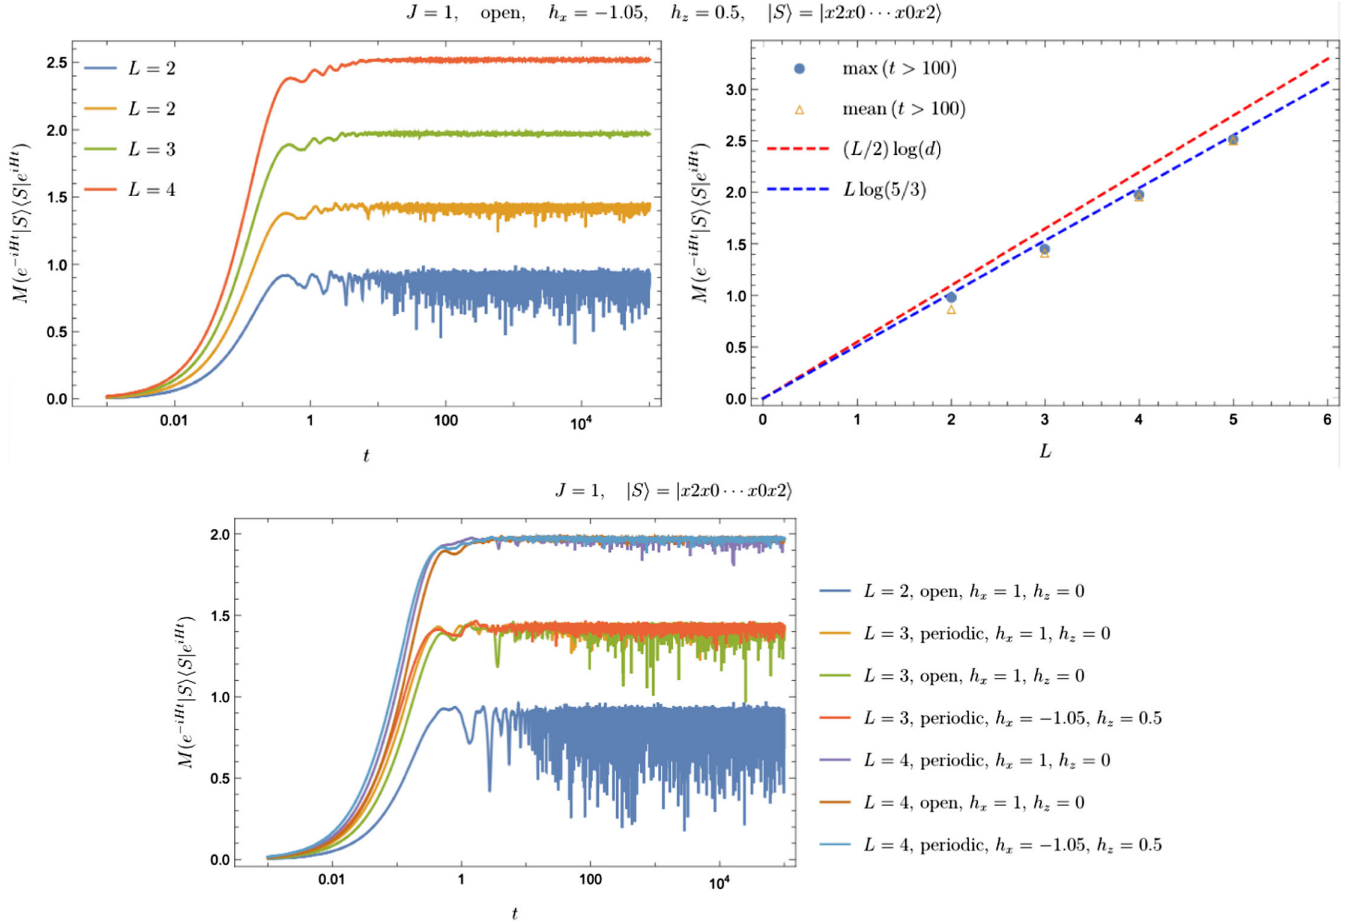 J = 1, open, h_x = −1.05, h_z = 0.5, |S⟩ = |x2x0 ⋯ x0x2⟩
2.5
2.0
1.5
1.0
0.5
0.0
M(e^{−iHt}|S⟩⟨S|e^{iHt})
L = 2
L = 2
L = 3
L = 4
0.01 1 100 10^4
t
3.0
2.5
2.0
1.5
1.0
0.5
0.0
M(e^{−iHt}|S⟩⟨S|e^{iHt})
max (t > 100)
mean (t > 100)
(L/2) log(d)
L log(5/3)
0 1 2 3 4 5 6
L
J = 1, |S⟩ = |x2x0 ⋯ x0x2⟩
2.0
1.5
1.0
0.5
0.0
M(e^{−iHt}|S⟩⟨S|e^{iHt})
0.01 1 100 10^4
t
L = 2, open, h_x = 1, h_z = 0
L = 3, periodic, h_x = 1, h_z = 0
L = 3, open, h_x = 1, h_z = 0
L = 3, periodic, h_x = −1.05, h_z = 0.5
L = 4, periodic, h_x = 1, h_z = 0
L = 4, open, h_x = 1, h_z = 0
L = 4, periodic, h_x = −1.05, h_z = 0.5